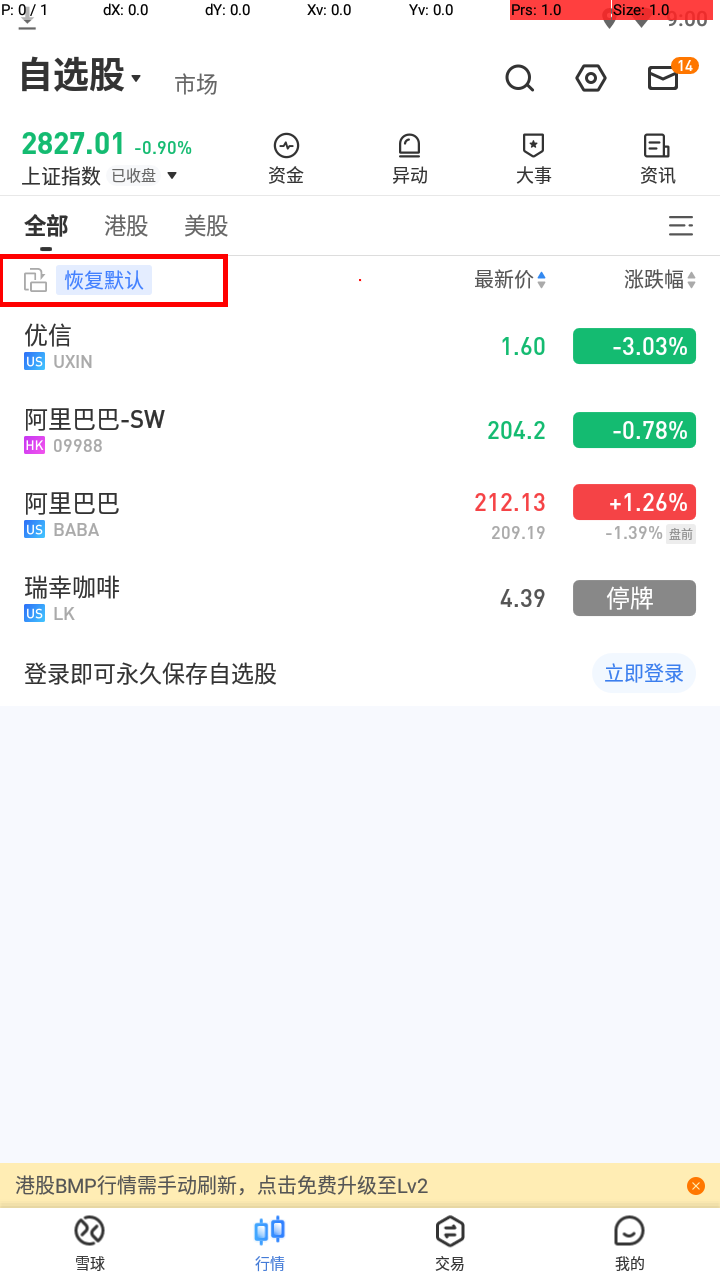 P: 0 / 1 dX: 0.0 dY: 0.0 Xv: 0.0 Yv: 0.0 Prs: 1.0 Size: 1.0
9:00
自选股 市场 14
2827.01 -0.90%
上证指数 已收盘 资金 异动 大事 资讯
全部 港股 美股
恢复默认 最新价 涨跌幅
优信
US UXIN 1.60 -3.03%
阿里巴巴-SW
HK 09988 204.2 -0.78%
阿里巴巴 212.13 +1.26%
US BABA 209.19 -1.39% 盘前
瑞幸咖啡
US LK 4.39 停牌
登录即可永久保存自选股 立即登录
港股BMP行情需手动刷新，点击免费升级至Lv2
雪球 行情 交易 我的